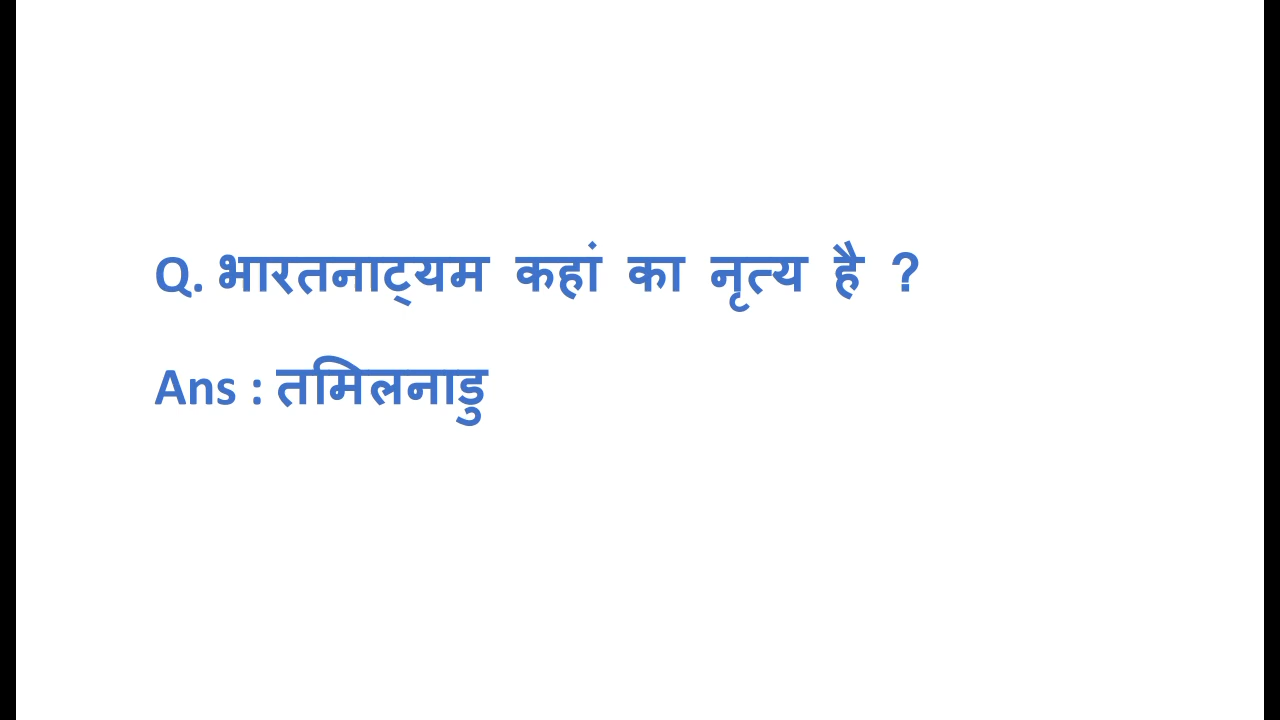 Q. भारतनाट्यम कहां का नृत्य है ?
Ans : तमिलनाडु